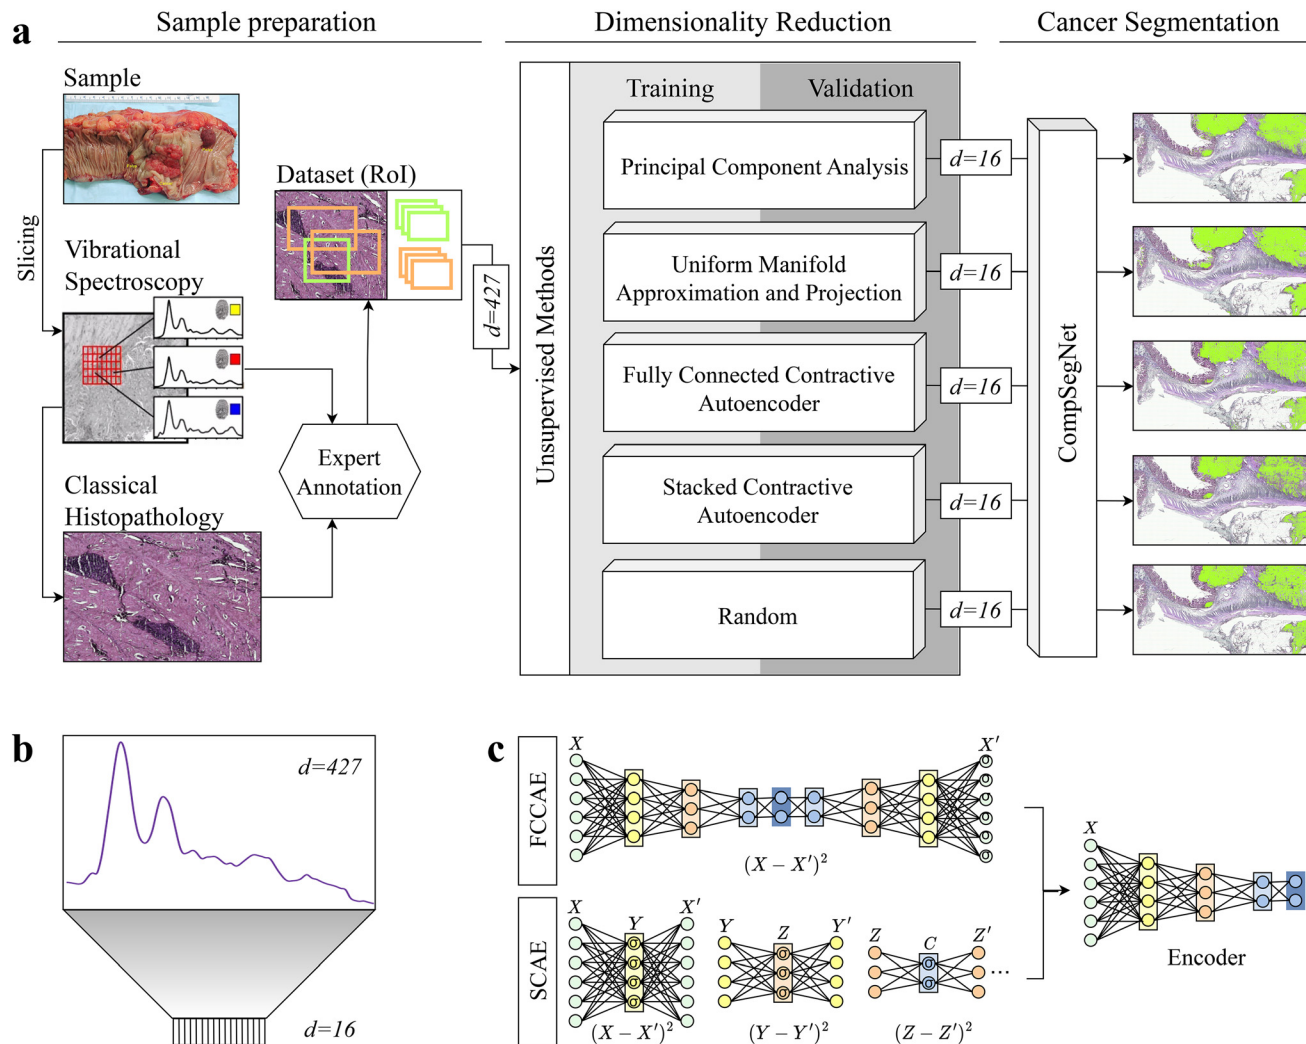 a
Sample preparation
Dimensionality Reduction
Cancer Segmentation
Sample
Slicing
Vibrational
Spectroscopy
Classical
Histopathology
Dataset (RoI)
Expert
Annotation
d=427
Unsupervised Methods
Training
Validation
Principal Component Analysis
Uniform Manifold
Approximation and Projection
Fully Connected Contractive
Autoencoder
Stacked Contractive
Autoencoder
Random
d=16
d=16
d=16
d=16
d=16
CompSegNet
b
d=427
d=16
c
FCCAE
X
X′
σ
σ
σ
σ
σ
σ
(X − X′)²
SCAE
X
Y
X′
σ
σ
σ
σ
(X − X′)²
Y
Z
Y′
σ
σ
σ
(Y − Y′)²
Z
C
Z′
σ
σ
...
(Z − Z′)²
X
Encoder